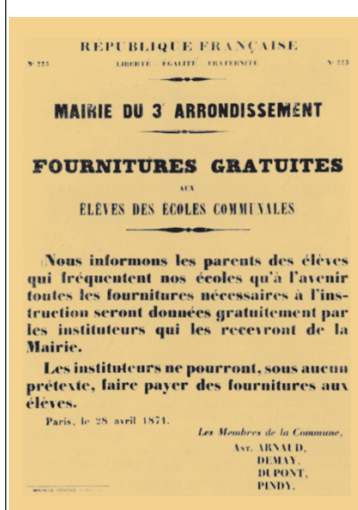 RÉPUBLIQUE FRANÇAISE
N° 225 LIBERTÉ - ÉGALITÉ - FRATERNITÉ N° 225
MAIRIE DU 3e ARRONDISSEMENT
FOURNITURES GRATUITES
AUX
ÉLÈVES DES ÉCOLES COMMUNALES
Nous informons les parents des élèves
qui fréquentent nos écoles qu'à l'avenir
toutes les fournitures nécessaires à l'ins-
truction seront données gratuitement par
les instituteurs qui les recevront de la
Mairie.
Les instituteurs ne pourront, sous aucun
prétexte, faire payer des fournitures aux
élèves.
Paris, le 28 avril 1871.
Les Membres de la Commune,
Ant. ARNAUD,
DEMAY,
DUPONT,
PINDY.